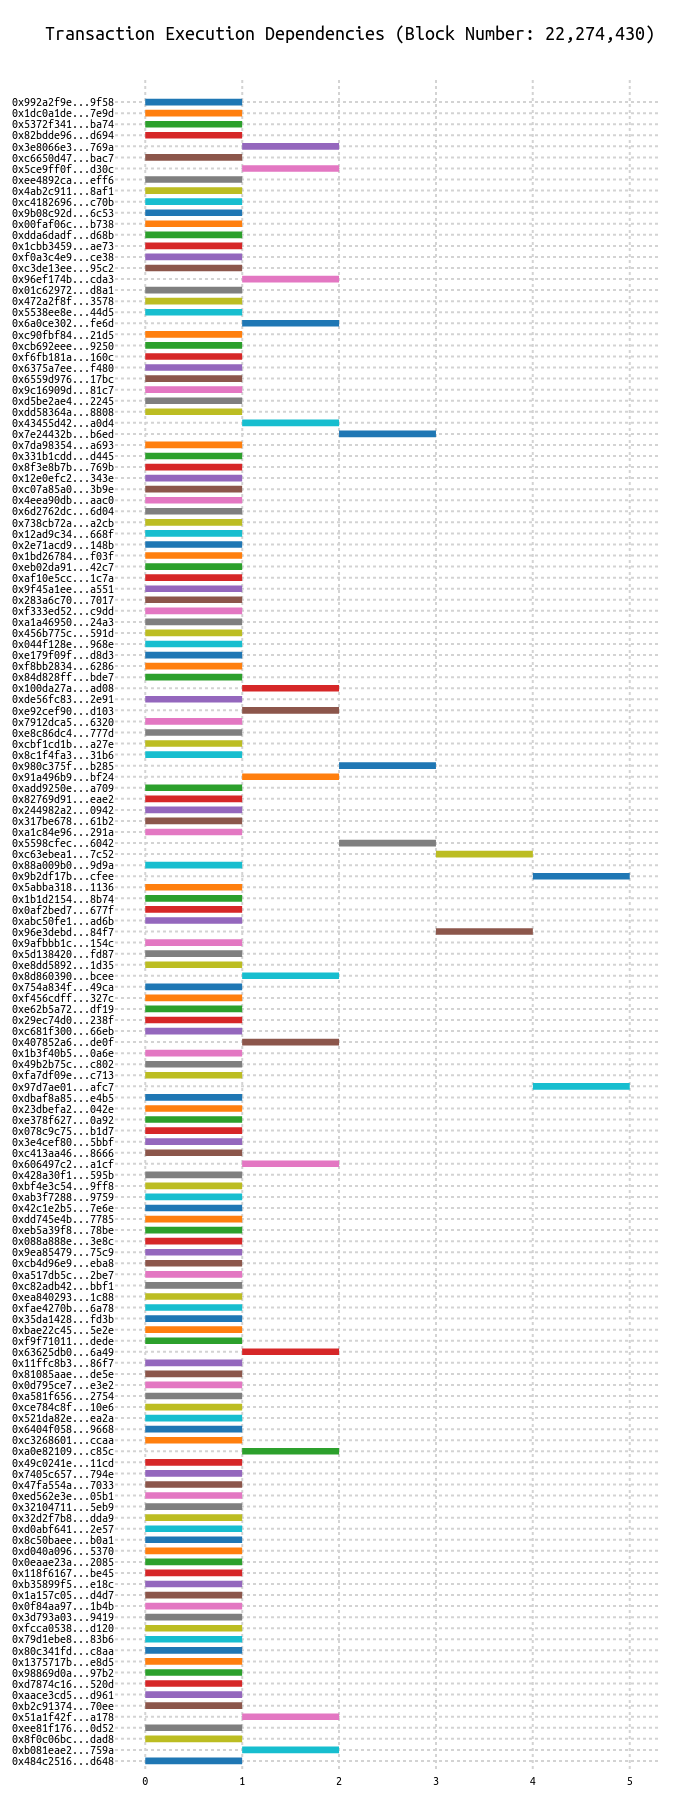 Transaction Execution Dependencies (Block Number: 22,274,430)
0x992a2f9e...9f58
0x1dc0a1de...7e9d
0x5372f341...ba74
0x82bdde96...d694
0x3e8066e3...769a
0xc6650d47...bac7
0x5ce9ff0f...d30c
0xee4892ca...eff6
0x4ab2c911...8af1
0xc4182696...c70b
0x9b08c92d...6c53
0x00faf06c...b738
0xdda6dadf...d68b
0x1cbb3459...ae73
0xf0a3c4e9...ce38
0xc3de13ee...95c2
0x96ef174b...cda3
0x01c62972...d8a1
0x472a2f8f...3578
0x5538ee8e...44d5
0x6a0ce302...fe6d
0xc90fbf84...21d5
0xcb692eee...9250
0xf6fb181a...160c
0x6375a7ee...f480
0x6559d976...17bc
0x9c16909d...81c7
0xd5be2ae4...2245
0xdd58364a...8808
0x43455d42...a0d4
0x7e24432b...b6ed
0x7da98354...a693
0x331b1cdd...d445
0x8f3e8b7b...769b
0x12e0efc2...343e
0xc07a85a0...3b9e
0x4eea90db...aac0
0x6d2762dc...6d04
0x738cb72a...a2cb
0x12ad9c34...668f
0x2e71acd9...148b
0x1bd26784...f03f
0xeb02da91...42c7
0xaf10e5cc...1c7a
0x9f45a1ee...a551
0x283a6c70...7017
0xf333ed52...c9dd
0xa1a46950...24a3
0x456b775c...591d
0x044f128e...968e
0xe179f09f...d8d3
0xf8bb2834...6286
0x84d828ff...bde7
0x100da27a...ad08
0xde56fc83...2e91
0xe92cef90...d103
0x7912dca5...6320
0xe8c86dc4...777d
0xcbf1cd1b...a27e
0x8c1f4fa3...31b6
0x980c375f...b285
0x91a496b9...bf24
0xadd9250e...a709
0x82769d91...eae2
0x244982a2...0942
0x317be678...61b2
0xa1c84e96...291a
0x5598cfec...6042
0xc63ebea1...7c52
0x88a009b0...9d9a
0x9b2df17b...cfee
0x5abba318...1136
0x1b1d2154...8b74
0x0af2bed7...677f
0xabc50fe1...ad6b
0x96e3debd...84f7
0x9afbbb1c...154c
0x5d138420...fd87
0xe8dd5892...1d35
0x8d860390...bcee
0x754a834f...49ca
0xf456cdff...327c
0xe62b5a72...df19
0x29ec74d0...238f
0xc681f300...66eb
0x407852a6...de0f
0x1b3f40b5...0a6e
0x49b2b75c...c802
0xfa7df09e...c713
0x97d7ae01...afc7
0xdbaf8a85...e4b5
0x23dbefa2...042e
0xe378f627...0a92
0x078c9c75...b1d7
0x3e4cef80...5bbf
0xc413aa46...8666
0x606497c2...a1cf
0x428a30f1...595b
0xbf4e3c54...9ff8
0xab3f7288...9759
0x42c1e2b5...7e6e
0xdd745e4b...7785
0xeb5a39f8...78be
0x088a888e...3e8c
0x9ea85479...75c9
0xcb4d96e9...eba8
0xa517db5c...2be7
0xc82adb42...bbf1
0xea840293...1c88
0xfae4270b...6a78
0x35da1428...fd3b
0xbae22c45...5e2e
0xf9f71011...dede
0x63625db0...6a49
0x11ffc8b3...86f7
0x81085aae...de5e
0x0d795ce7...e3e2
0xa581f656...2754
0xce784c8f...10e6
0x521da82e...ea2a
0x6404f058...9668
0xc3268601...ccaa
0xa0e82109...c85c
0x49c0241e...11cd
0x7405c657...794e
0x47fa554a...7033
0xed562e3e...05b1
0x32104711...5eb9
0x32d2f7b8...dda9
0xd0abf641...2e57
0x8c50baee...b0a1
0xd040a096...5370
0x0eaae23a...2085
0x118f6167...be45
0xb35899f5...e18c
0x1a157c05...d4d7
0x0f84aa97...1b4b
0x3d793a03...9419
0xfcca0538...d120
0x79d1ebe8...83b6
0x80c341fd...c8aa
0x1375717b...e8d5
0x98869d0a...97b2
0xd7874c16...520d
0xaace3cd5...d961
0xb2c91374...70ee
0x51a1f42f...a178
0xee81f176...0d52
0x8f0c06bc...dad8
0xb081eae2...759a
0x484c2516...d648
0 1 2 3 4 5